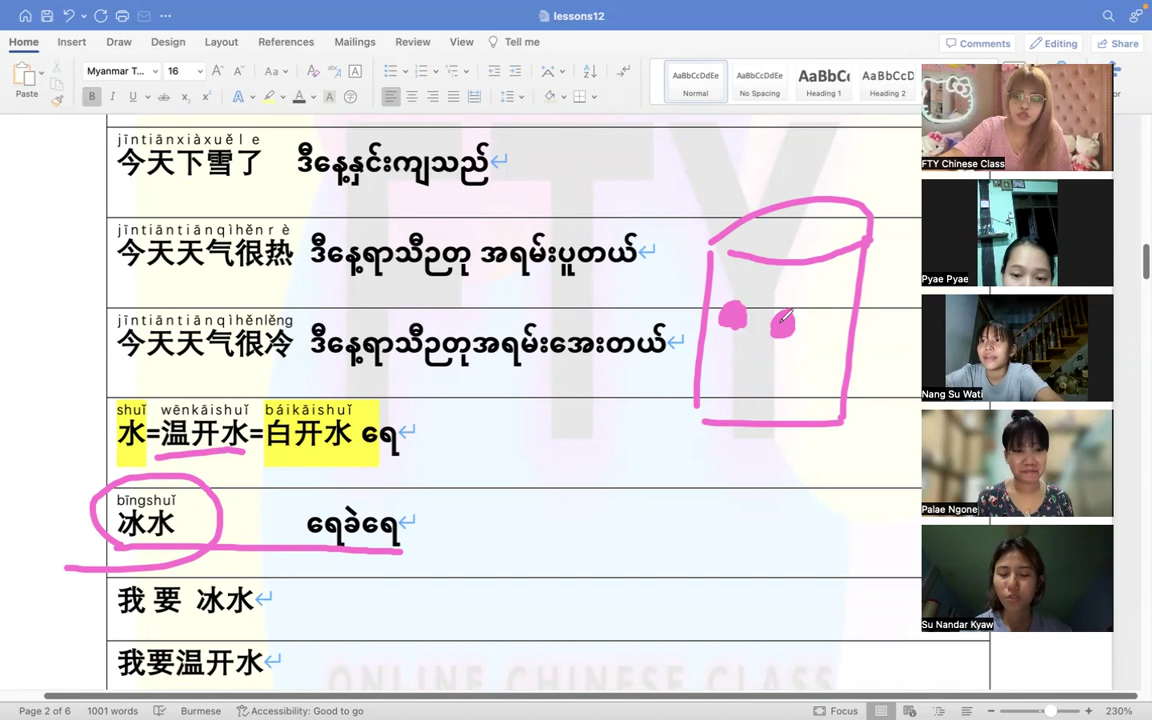 lessons12
Home Insert Draw Design Layout References Mailings Review View Tell me
Comments Editing Share
Paste
Myanmar T... 16
AaBbCcDdEe AaBbCcDdEe AaBbC AaBbCcD
Normal No Spacing Heading 1 Heading 2
jīntiānxiàxuěle
今天下雪了 ဒီနေ့နှင်းကျသည်
jīntiāntiānqìhěnrè
今天天气很热 ဒီနေ့ရာသီဥတု အရမ်းပူတယ်
jīntiāntiānqìhěnlěng
今天天气很冷 ဒီနေ့ရာသီဥတုအရမ်းအေးတယ်
shuǐ wēnkāishuǐ báikāishuǐ
水=温开水=白开水 ရေ
bīngshuǐ
冰水 ရေခဲရေ
我 要 冰水
我要温开水
FTY
ONLINE CHINESE CLASS
FTY Chinese Class
Pyae Pyae
Nang Su Wati
Palae Ngone
Su Nandar Kyaw
Page 2 of 6 1001 words Burmese Accessibility: Good to go Focus 230%